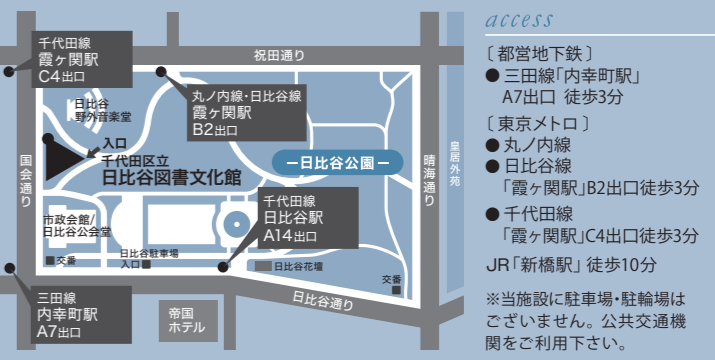 千代田線
霞ヶ関駅
C4出口
祝田通り
丸ノ内線・日比谷線
霞ヶ関駅
B2出口
日比谷
野外音楽堂
入口
千代田区立
日比谷図書文化館
国会通り
日比谷公園
晴海通り
皇居外苑
千代田線
日比谷駅
A14出口
市政会館/
日比谷公会堂
交番
日比谷駐車場
入口
日比谷花壇
交番
日比谷通り
三田線
内幸町駅
A7出口
帝国
ホテル
access
〔都営地下鉄〕
●三田線「内幸町駅」
A7出口 徒歩3分
〔東京メトロ〕
●丸ノ内線
●日比谷線
「霞ヶ関駅」B2出口徒歩3分
●千代田線
「霞ヶ関駅」C4出口徒歩3分
JR「新橋駅」徒歩10分
※当施設に駐車場・駐輪場は
ございません。公共交通機
関をご利用下さい。